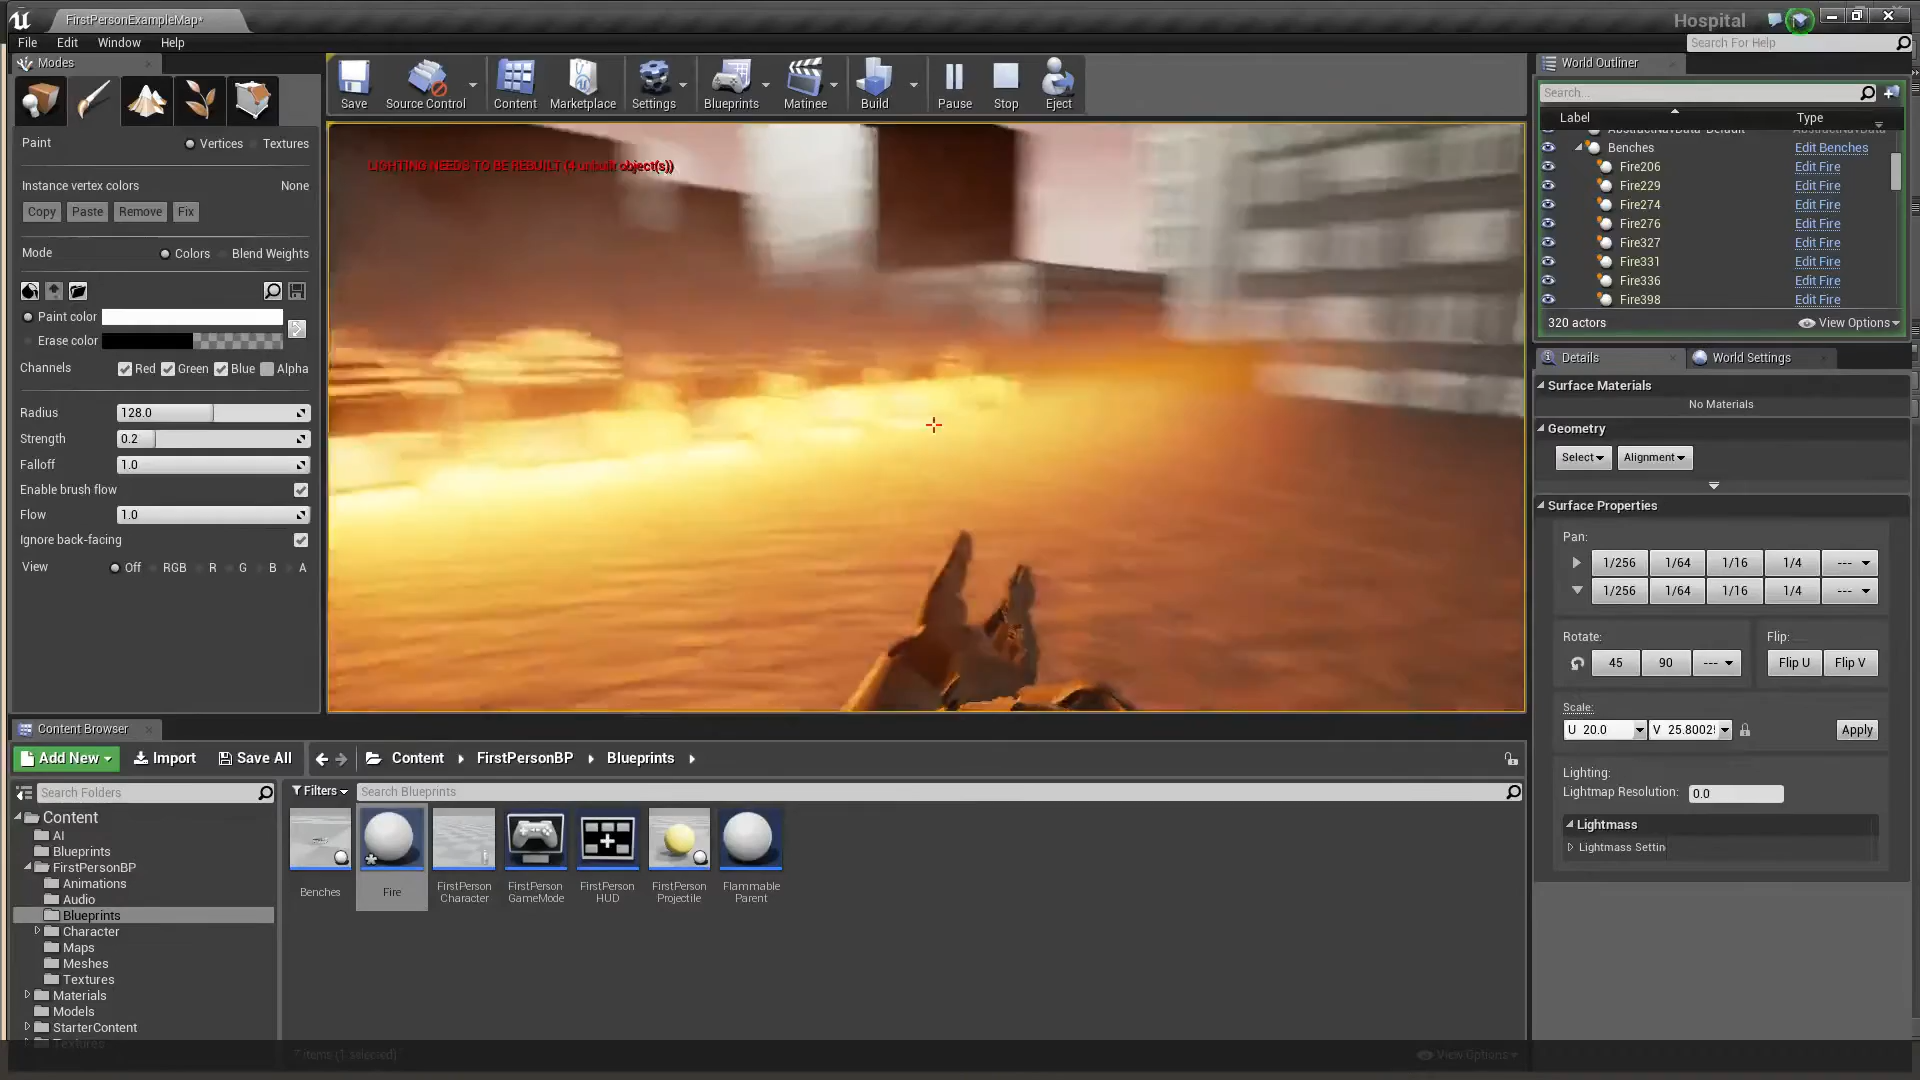 FirstPersonExampleMap*
Hospital
File Edit Window Help
Search For Help
Modes
Save Source Control Content Marketplace Settings Blueprints Matinee Build Pause Stop Eject
World Outliner
Search...
Label Type
Paint Vertices Textures
LIGHTING NEEDS TO BE REBUILT (4 unbuilt object(s))
Benches Edit Benches
Fire206 Edit Fire
Fire229 Edit Fire
Fire274 Edit Fire
Fire276 Edit Fire
Fire327 Edit Fire
Fire331 Edit Fire
Fire336 Edit Fire
Fire398 Edit Fire
320 actors View Options
Instance vertex colors None
Copy Paste Remove Fix
Mode Colors Blend Weights
Paint color
Erase color
Channels Red Green Blue Alpha
Radius 128.0
Strength 0.2
Falloff 1.0
Enable brush flow
Flow 1.0
Ignore back-facing
View Off RGB R G B A
Details World Settings
Surface Materials
No Materials
Geometry
Select Alignment
Surface Properties
Pan:
1/256 1/64 1/16 1/4 ---
1/256 1/64 1/16 1/4 ---
Rotate: Flip:
45 90 --- Flip U Flip V
Scale:
U 20.0 V 25.8002 Apply
Lighting:
Lightmap Resolution: 0.0
Lightmass
Lightmass Settin
Content Browser
Add New Import Save All Content FirstPersonBP Blueprints
Search Folders
Filters Search Blueprints
Content
AI
Blueprints
FirstPersonBP
Animations
Audio
Blueprints
Character
Maps
Meshes
Textures
Materials
Models
StarterContent
Textures
Benches
Fire
FirstPerson
Character
FirstPerson
GameMode
FirstPerson
HUD
FirstPerson
Projectile
Flammable
Parent
7 items (1 selected)
View Options